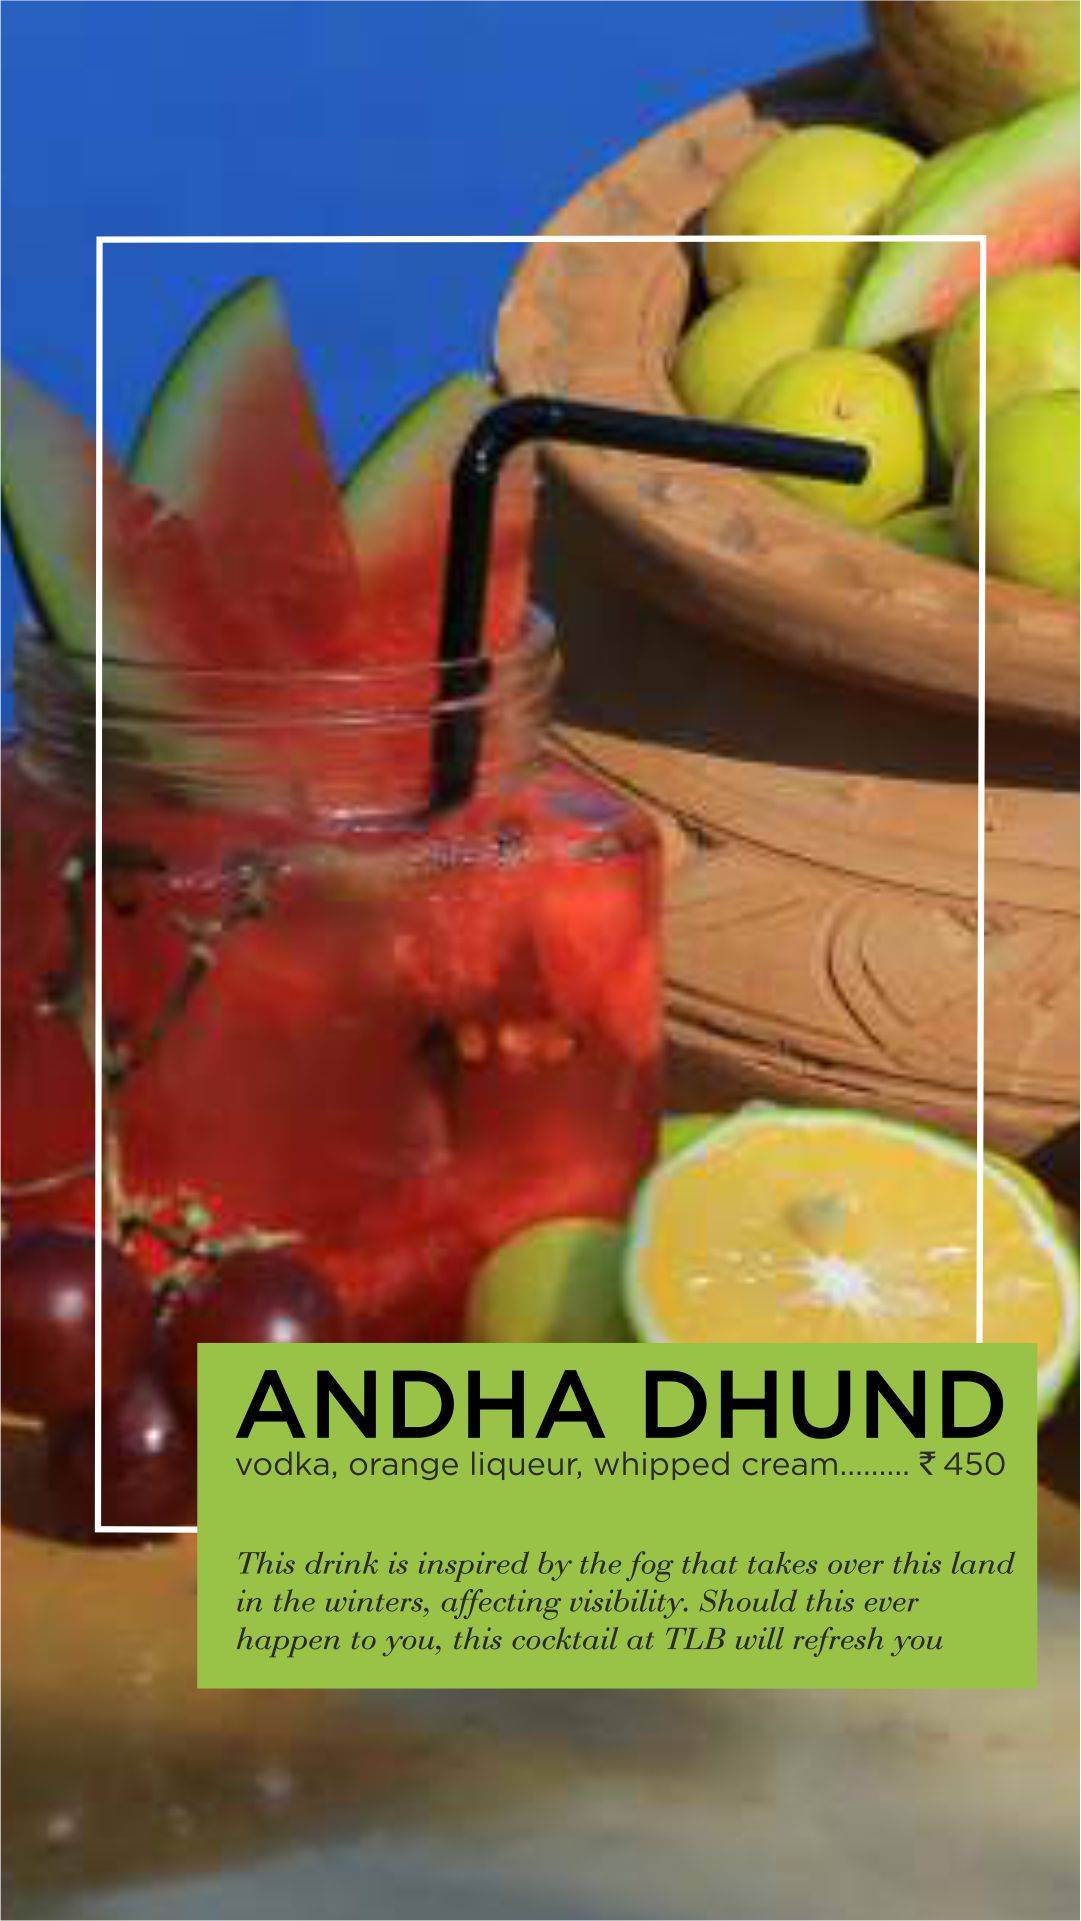 ANDHA DHUND
vodka, orange liqueur, whipped cream......... ₹ 450
This drink is inspired by the fog that takes over this land
in the winters, affecting visibility. Should this ever
happen to you, this cocktail at TLB will refresh you